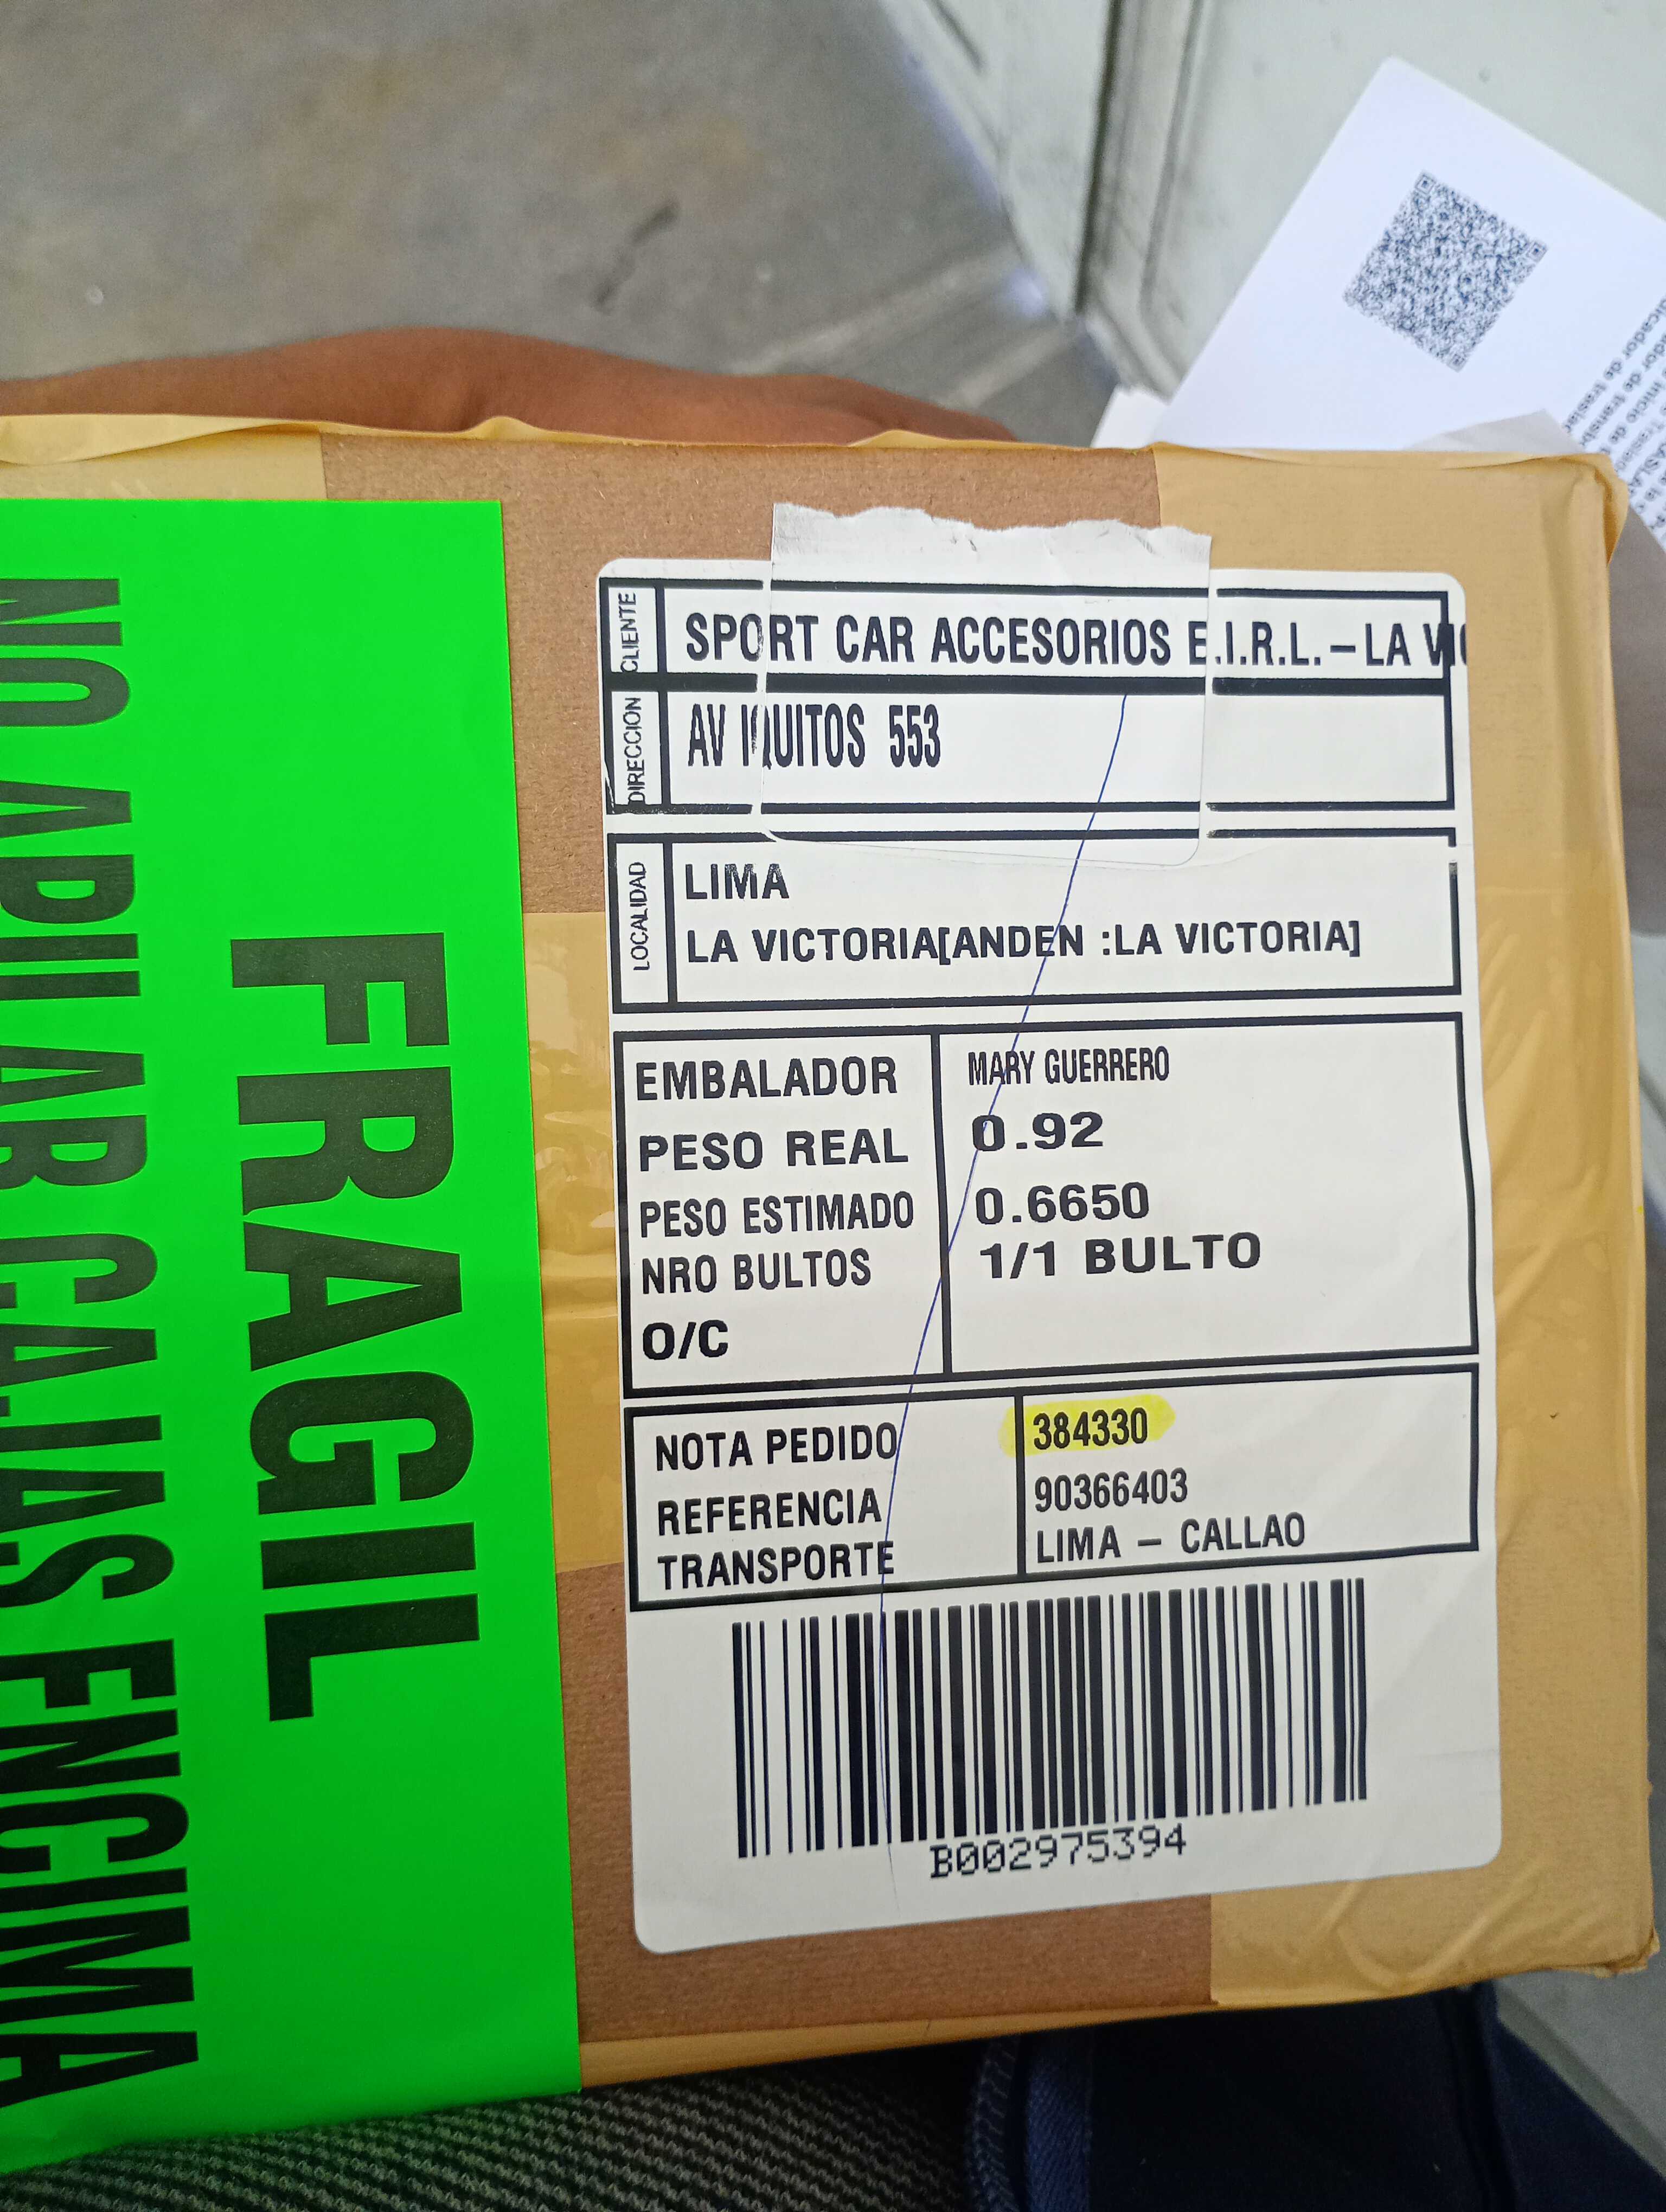 NO APILAR CAJAS ENCIMA
FRAGIL
CLIENTE
SPORT CAR ACCESORIOS E.I.R.L. – LA
DIRECCION
AV IQUITOS 553
LOCALIDAD
LIMA
LA VICTORIA[ANDEN :LA VICTORIA]
EMBALADOR MARY GUERRERO
PESO REAL 0.92
PESO ESTIMADO 0.6650
NRO BULTOS 1/1 BULTO
O/C
NOTA PEDIDO 384330
REFERENCIA 90366403
TRANSPORTE LIMA – CALLAO
B002975394